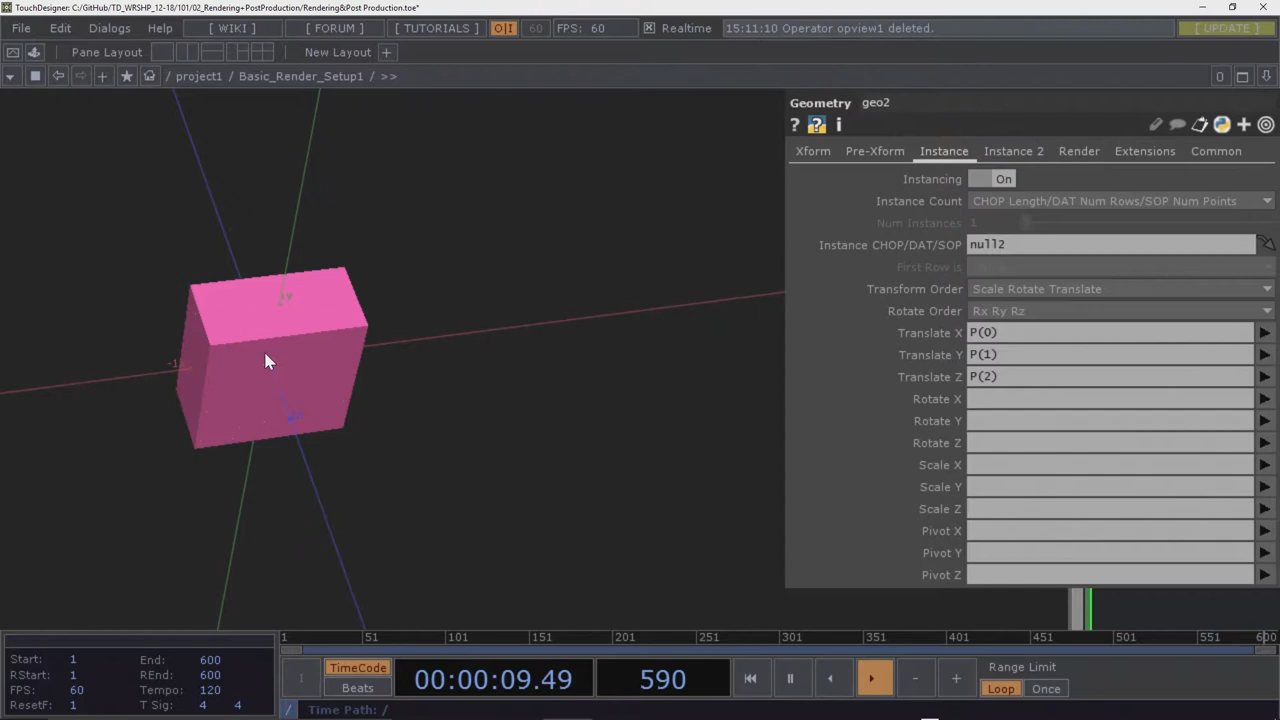 TouchDesigner: C:/GitHub/TD_WRSHP_12-18/101/02_Rendering+PostProduction/Rendering&Post Production.toe*
File Edit Dialogs Help [ WIKI ] [ FORUM ] [ TUTORIALS ] O|I 60 FPS: 60 Realtime 15:11:10 Operator opview1 deleted. [ UPDATE ]
Pane Layout New Layout +
/ project1 / Basic_Render_Setup1 / >> 0
Geometry geo2
? ? i
Xform Pre-Xform Instance Instance 2 Render Extensions Common
Instancing On
Instance Count CHOP Length/DAT Num Rows/SOP Num Points
Num Instances 1
Instance CHOP/DAT/SOP null2
First Row is
Transform Order Scale Rotate Translate
Rotate Order Rx Ry Rz
Translate X P(0)
Translate Y P(1)
Translate Z P(2)
Rotate X
Rotate Y
Rotate Z
Scale X
Scale Y
Scale Z
Pivot X
Pivot Y
Pivot Z
1 51 101 151 201 251 301 351 401 451 501 551 600
Start: 1 End: 600
RStart: 1 REnd: 600
FPS: 60 Tempo: 120
ResetF: 1 T Sig: 4 4
TimeCode
Beats
00:00:09.49 590
Range Limit
Loop Once
/ Time Path: /